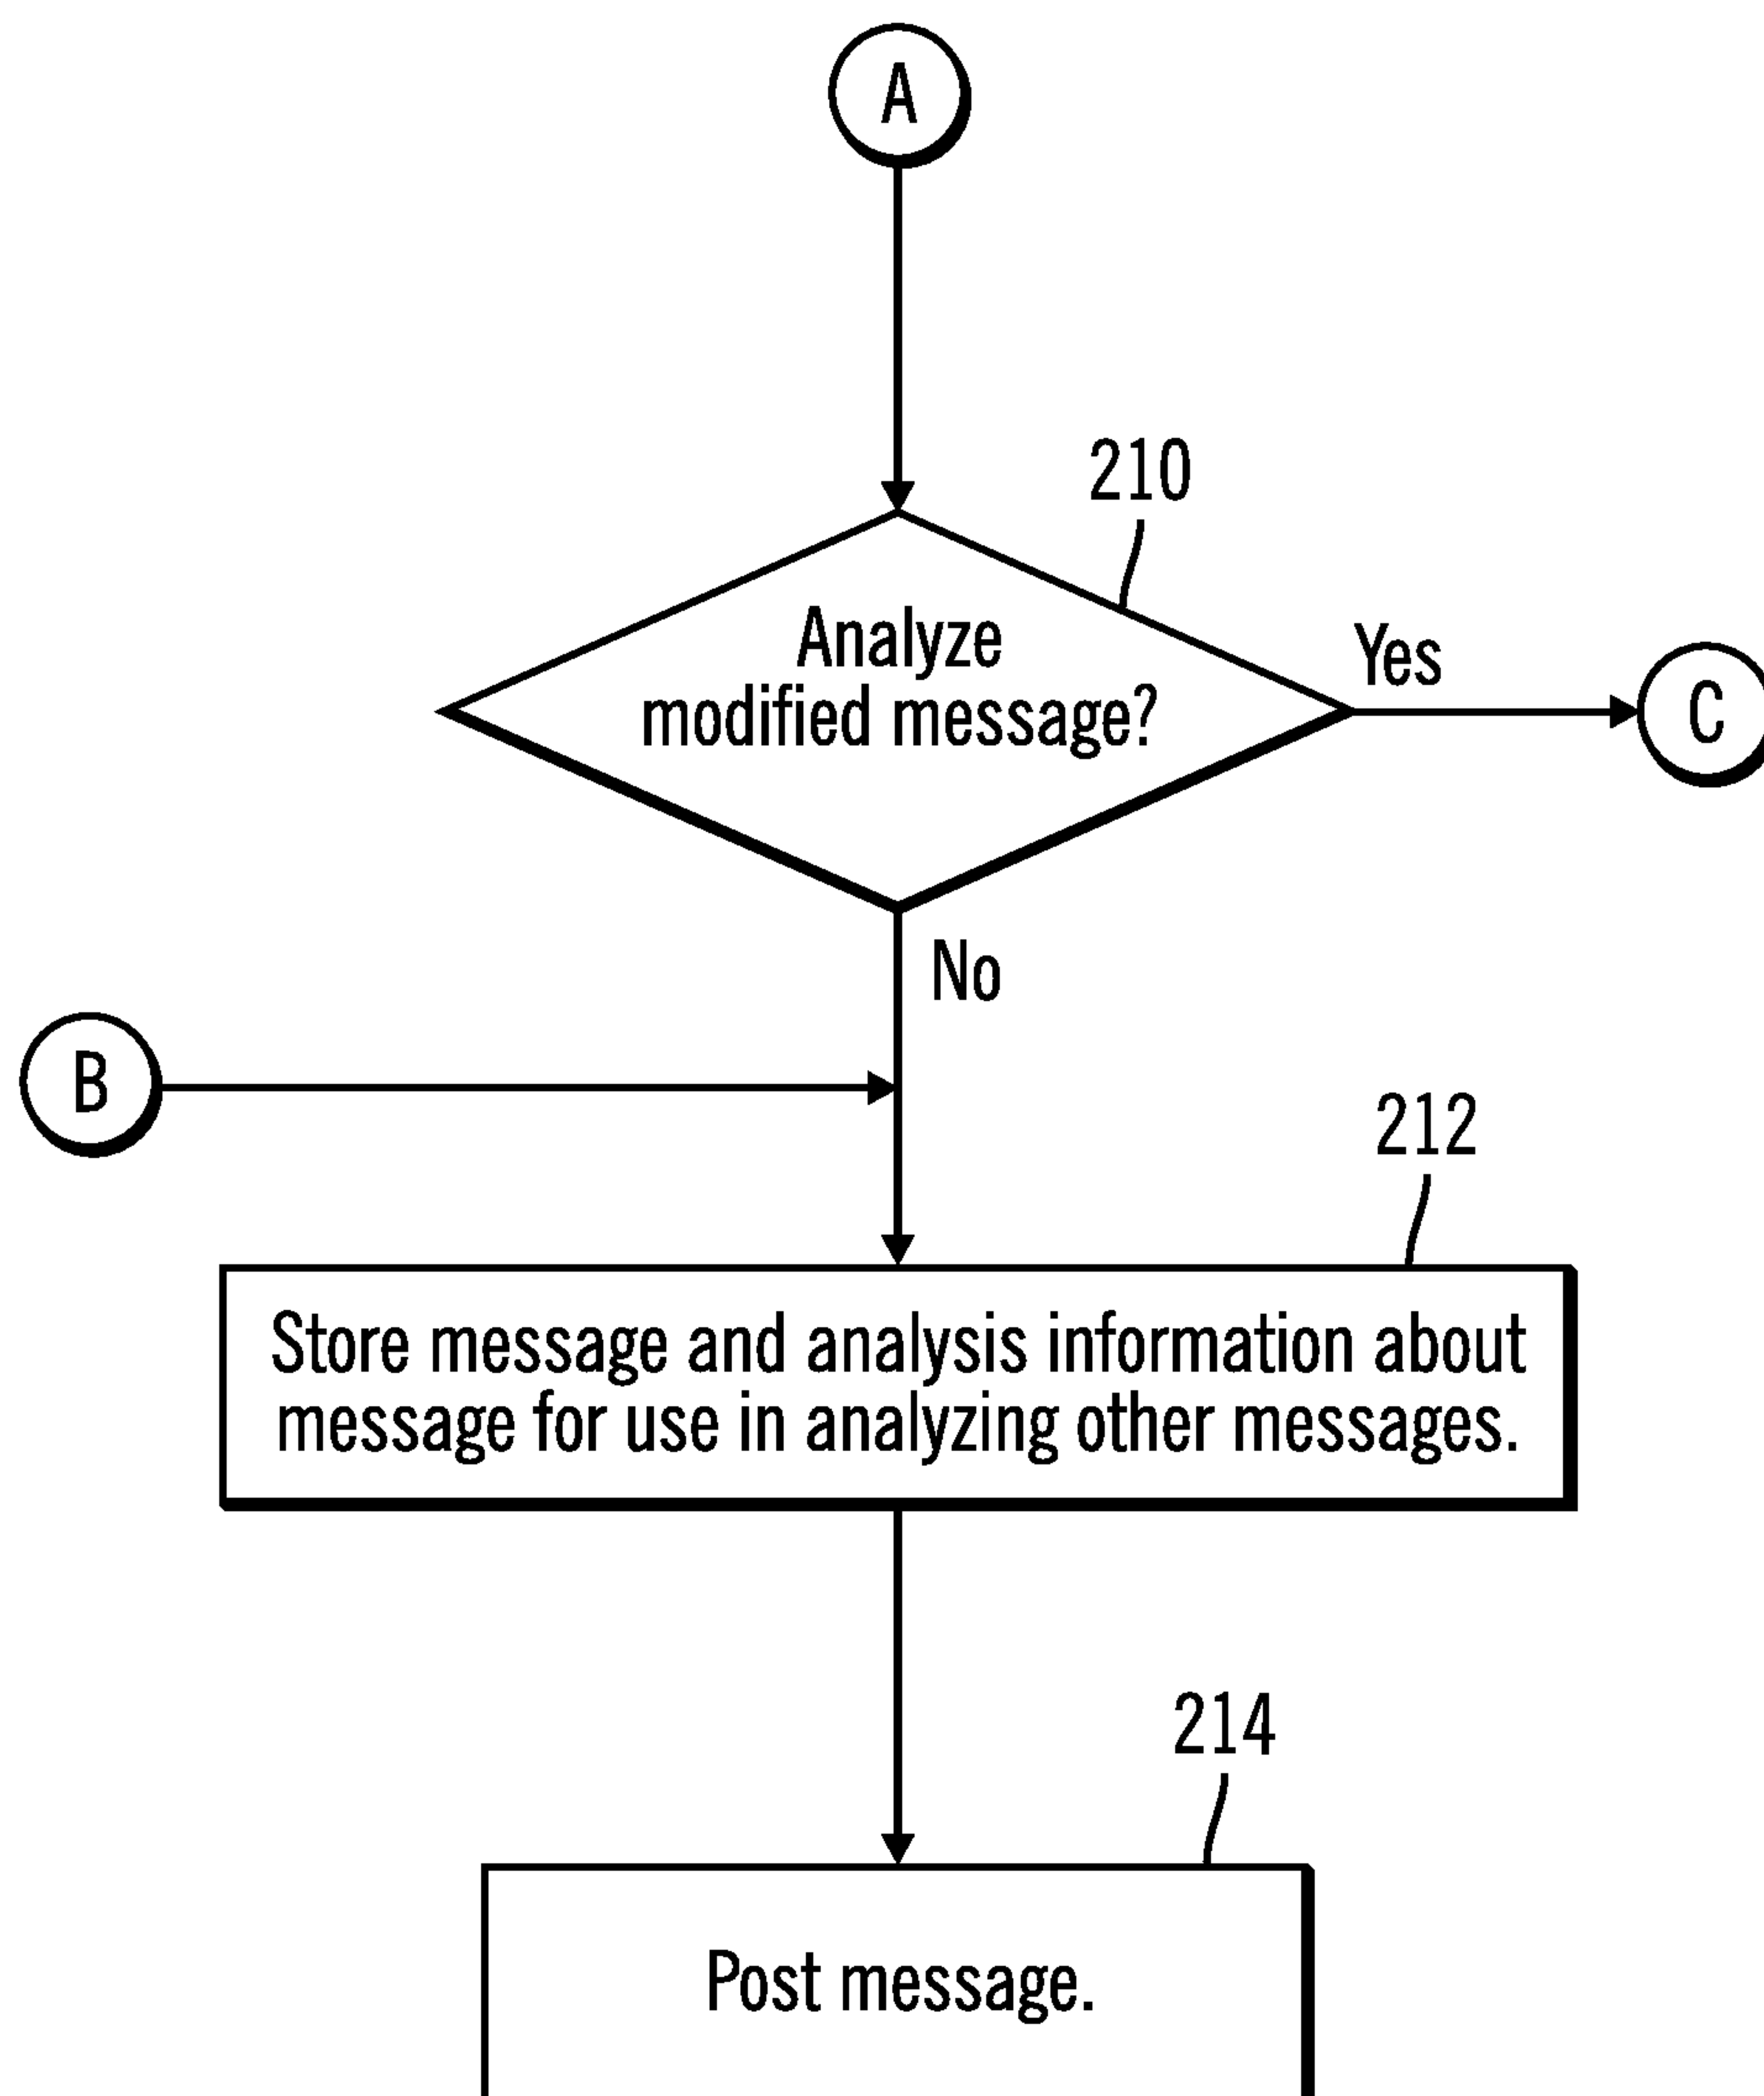 A
210
Analyze
modified message?
Yes
C
No
B
212
Store message and analysis information about
message for use in analyzing other messages.
214
Post message.